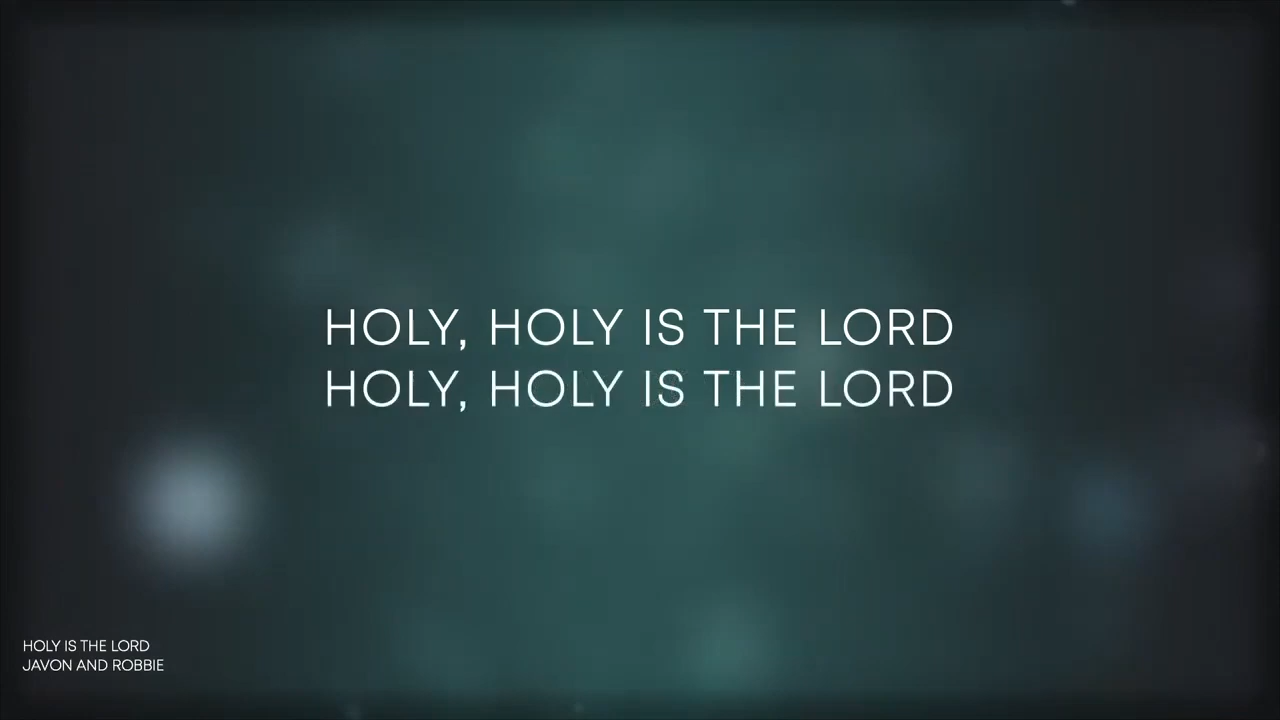 HOLY, HOLY IS THE LORD
HOLY, HOLY IS THE LORD
HOLY IS THE LORD
JAVON AND ROBBIE